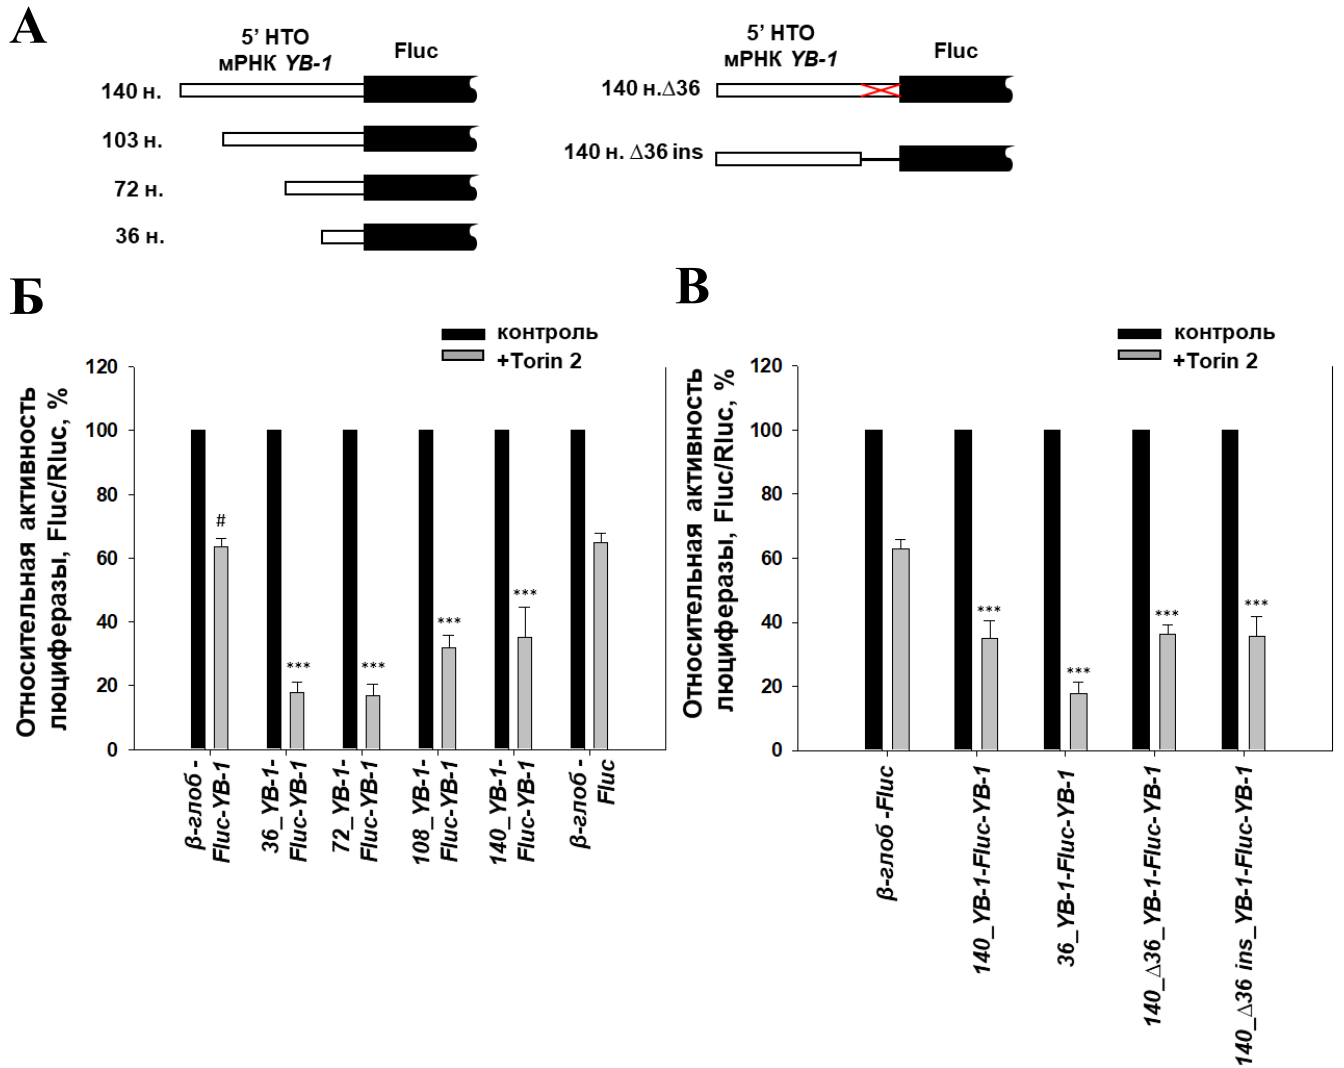 А
5’ НТО
мРНК YB-1
Fluc
140 н.
103 н.
72 н.
36 н.
5’ НТО
мРНК YB-1
Fluc
140 н.Δ36
140 н. Δ36 ins
Б
контроль
+Torin 2
Относительная активность
люциферазы, Fluc/Rluc, %
120
100
80
60
40
20
0
#
***
***
***
***
β-глоб -
Fluc-YB-1
36_YB-1-
Fluc-YB-1
72_YB-1-
Fluc-YB-1
108_YB-1-
Fluc-YB-1
140_YB-1-
Fluc-YB-1
β-глоб -
Fluc
В
контроль
+Torin 2
Относительная активность
люциферазы, Fluc/Rluc, %
120
100
80
60
40
20
0
***
***
***
***
β-глоб -Fluc
140_YB-1-Fluc-YB-1
36_YB-1-Fluc-YB-1
140_Δ36_YB-1-Fluc-YB-1
140_Δ36 ins_YB-1-Fluc-YB-1